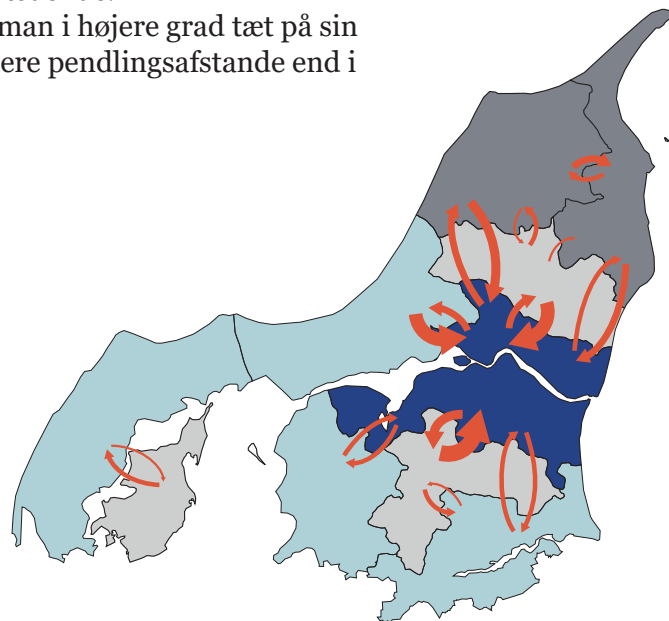 man i højere grad tæt på sin
ere pendlingsafstande end i